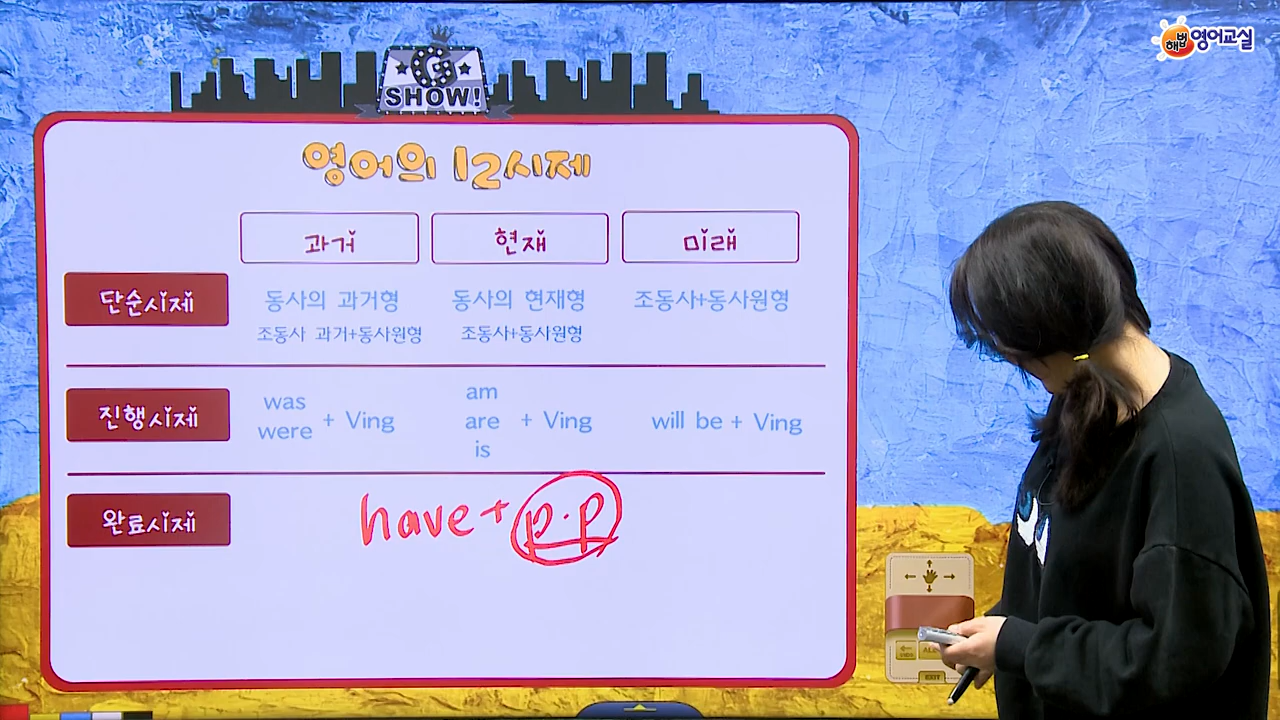 해법영어교실
G
SHOW!
영어의 12시제
과거 현재 미래
단순시제 동사의 과거형 동사의 현재형 조동사+동사원형
조동사 과거+동사원형 조동사+동사원형
진행시제 was were + Ving am are is + Ving will be + Ving
완료시제 have + p.p
EXIT